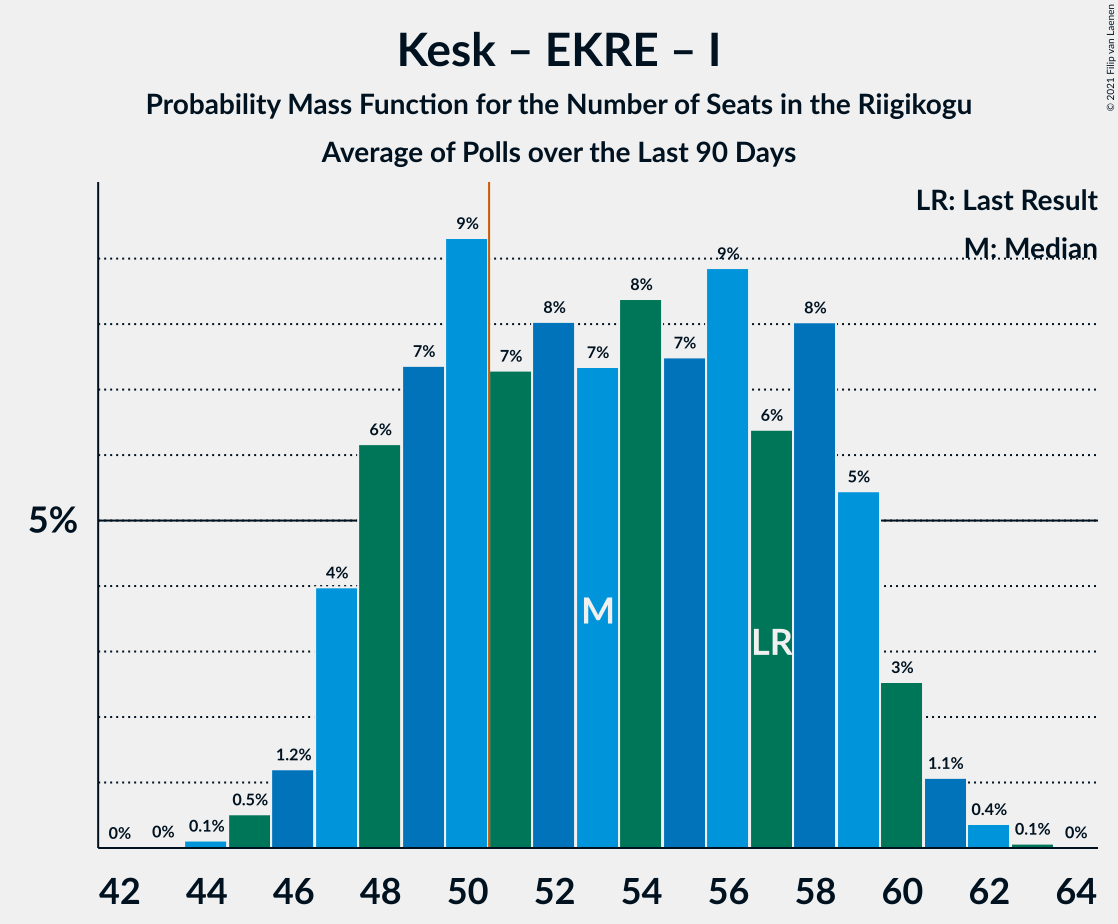 Kesk – EKRE – I
Probability Mass Function for the Number of Seats in the Riigikogu
Average of Polls over the Last 90 Days
© 2021 Filip van Laenen
LR: Last Result
M: Median
5%
0%
0%
0.1%
0.5%
1.2%
4%
6%
7%
9%
7%
8%
7%
8%
7%
9%
6%
8%
5%
3%
1.1%
0.4%
0.1%
0%
M
LR
42 44 46 48 50 52 54 56 58 60 62 64